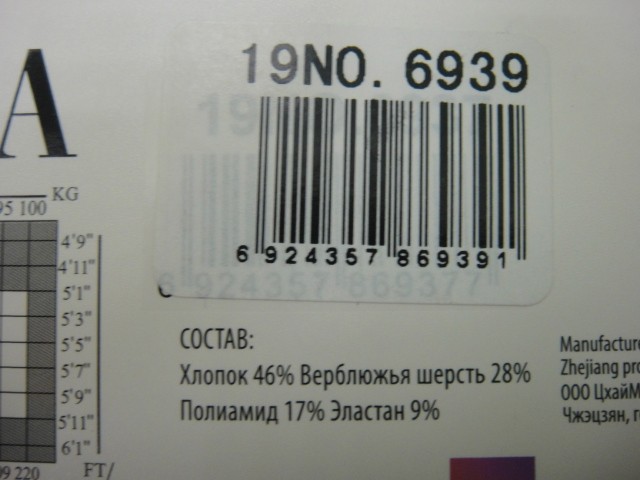 A
19NO. 6939
6 924357 869391
6 924357 869377
KG
95 100
4'9"
4'11"
5'1"
5'3"
5'5"
5'7"
5'9"
5'11"
6'1"
220
FT/
СОСТАВ:
Хлопок 46% Верблюжья шерсть 28%
Полиамид 17% Эластан 9%
Manufacture
Zhejiang pro
ООО ЦхайМ
Чжэцзян, г